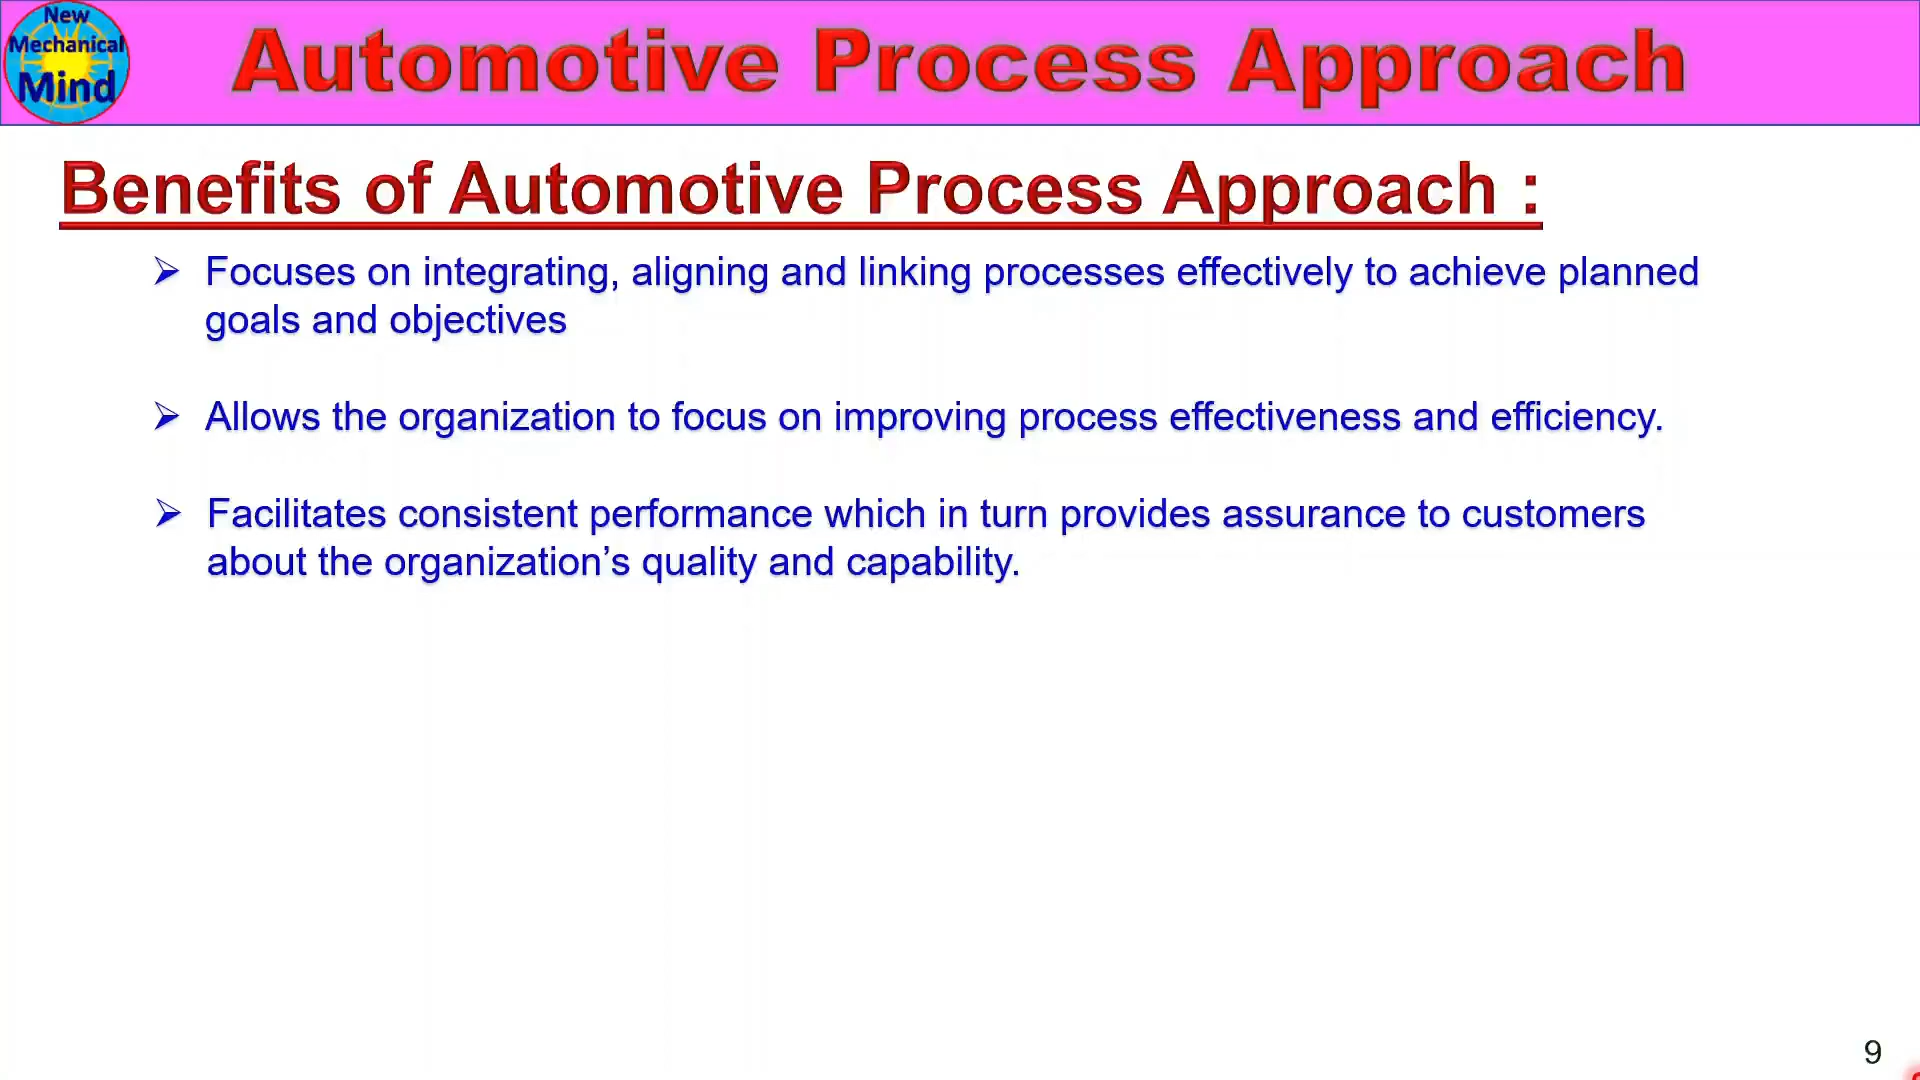 New
Mechanical
Mind
Automotive Process Approach
Benefits of Automotive Process Approach :
➢ Focuses on integrating, aligning and linking processes effectively to achieve planned
goals and objectives
➢ Allows the organization to focus on improving process effectiveness and efficiency.
➢ Facilitates consistent performance which in turn provides assurance to customers
about the organization’s quality and capability.
9